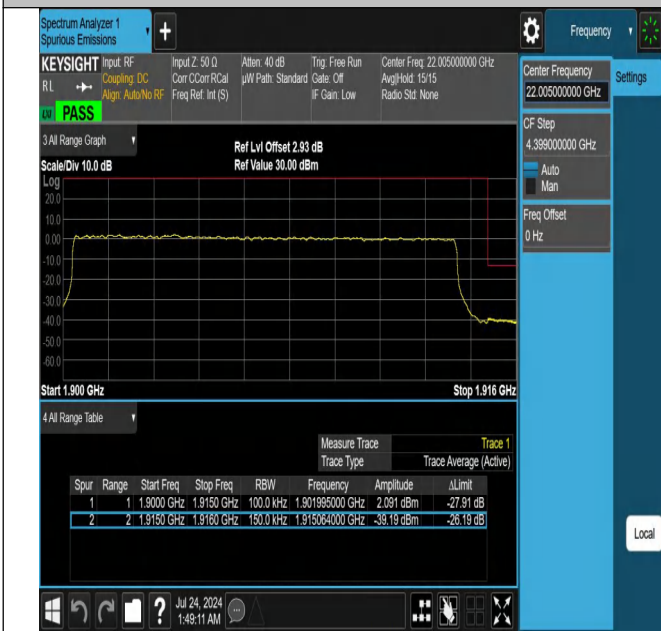 Spectrum Analyzer 1
Spurious Emissions
Frequency
KEYSIGHT
RL
PASS
Input: RF
Coupling: DC
Align: Auto/No RF
Input Z: 50 Ω
Corr CCorr RCal
Freq Ref: Int (S)
Atten: 40 dB
µW Path: Standard
Trig: Free Run
Gate: Off
IF Gain: Low
Center Freq: 22.005000000 GHz
Avg|Hold: 15/15
Radio Std: None
Center Frequency
22.005000000 GHz
Settings
CF Step
4.399000000 GHz
Auto
Man
Freq Offset
0 Hz
Local
3 All Range Graph
Scale/Div 10.0 dB
Ref Lvl Offset 2.93 dB
Ref Value 30.00 dBm
Log
20.0
10.0
0.00
-10.0
-20.0
-30.0
-40.0
-50.0
-60.0
Start 1.900 GHz
Stop 1.916 GHz
4 All Range Table
Measure Trace Trace 1
Trace Type Trace Average (Active)
Spur Range Start Freq Stop Freq RBW Frequency Amplitude ΔLimit
1 1 1.9000 GHz 1.9150 GHz 100.0 kHz 1.901995000 GHz 2.091 dBm -27.91 dB
2 2 1.9150 GHz 1.9160 GHz 150.0 kHz 1.915064000 GHz -39.19 dBm -26.19 dB
Jul 24, 2024
1:49:11 AM